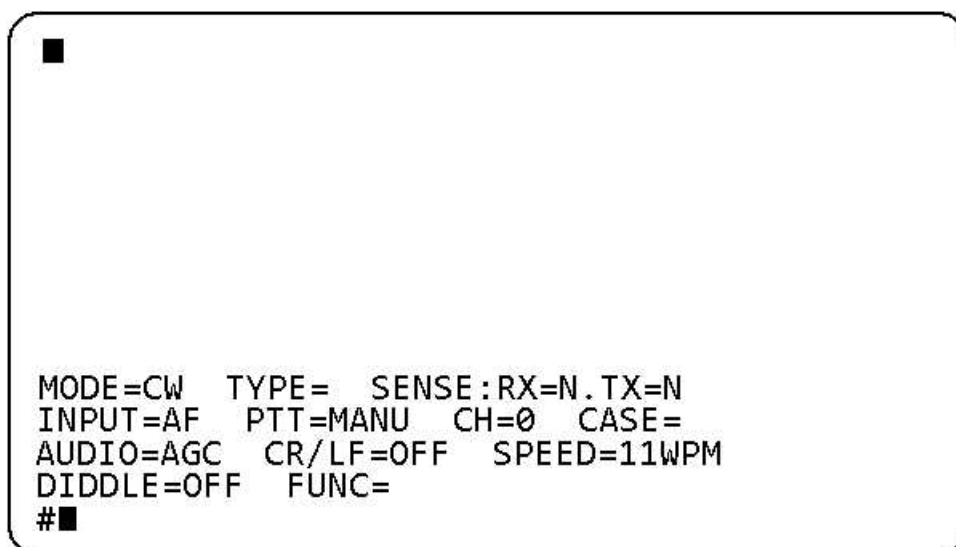 MODE=CW TYPE= SENSE:RX=N.TX=N
INPUT=AF PTT=MANU CH=0 CASE=
AUDIO=AGC CR/LF=OFF SPEED=11WPM
DIDDLE=OFF FUNC=
#